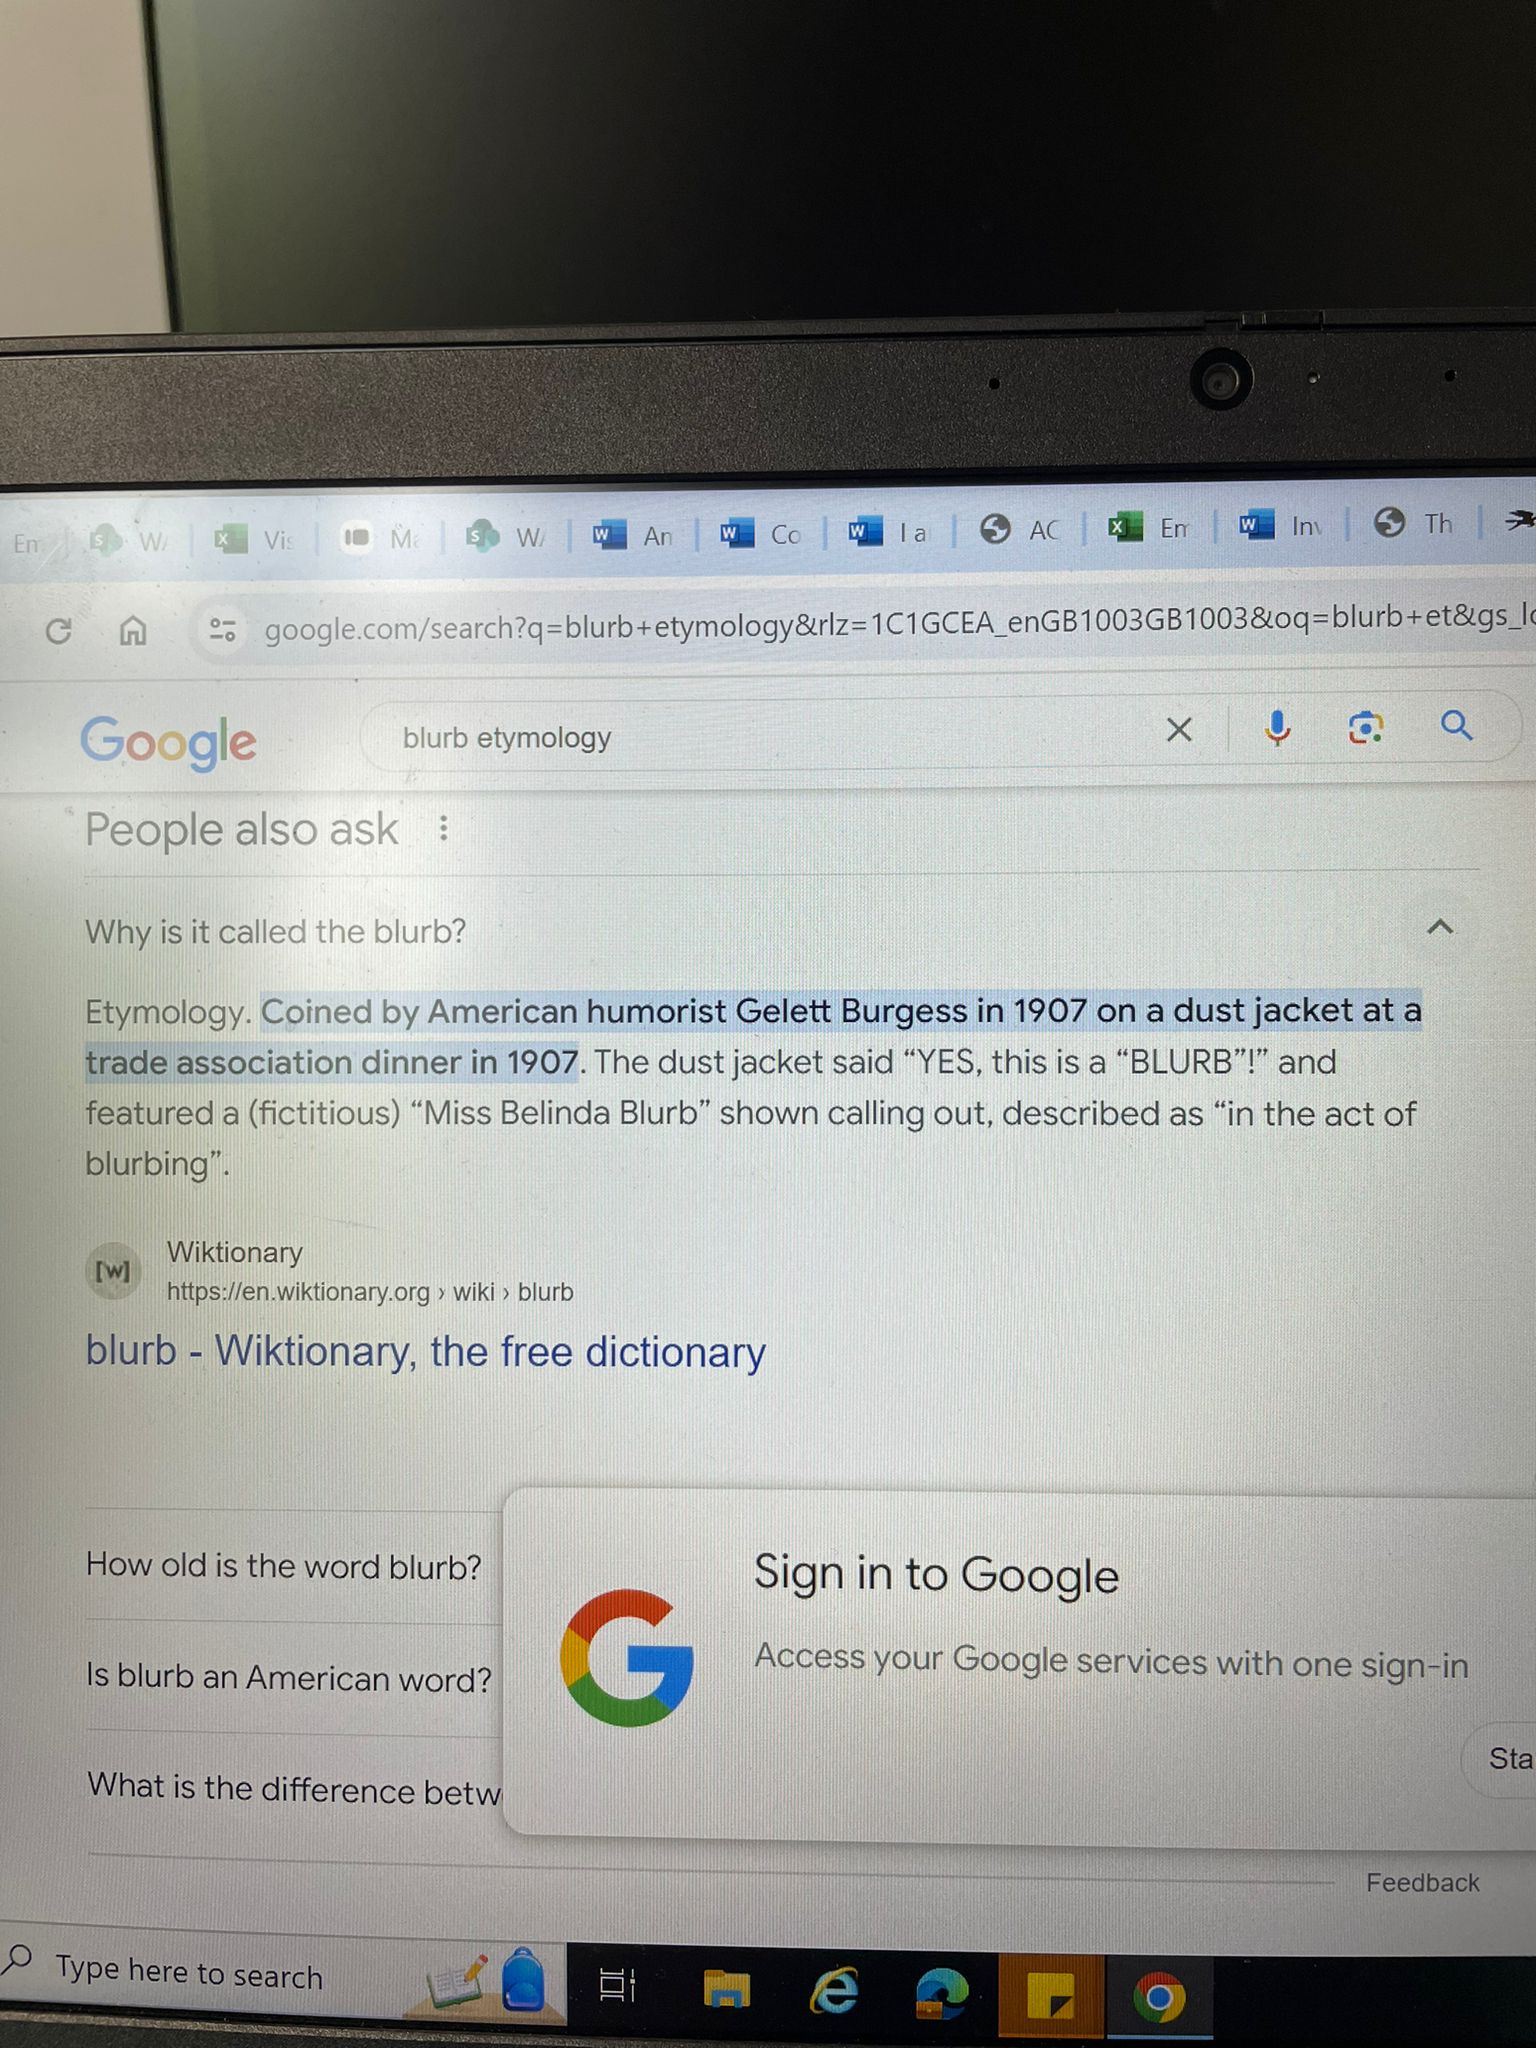 En
W
Vis
Ma
W
An
Co
I a
AC
Em
Inv
Th
google.com/search?q=blurb+etymology&rlz=1C1GCEA_enGB1003GB1003&oq=blurb+et&gs_lc
Google
blurb etymology
People also ask
Why is it called the blurb?
Etymology. Coined by American humorist Gelett Burgess in 1907 on a dust jacket at a
trade association dinner in 1907. The dust jacket said “YES, this is a “BLURB”!” and
featured a (fictitious) “Miss Belinda Blurb” shown calling out, described as “in the act of
blurbing”.
[W]
Wiktionary
https://en.wiktionary.org › wiki › blurb
blurb - Wiktionary, the free dictionary
How old is the word blurb?
Is blurb an American word?
What is the difference betw
Sign in to Google
Access your Google services with one sign-in
Sta
Feedback
Type here to search